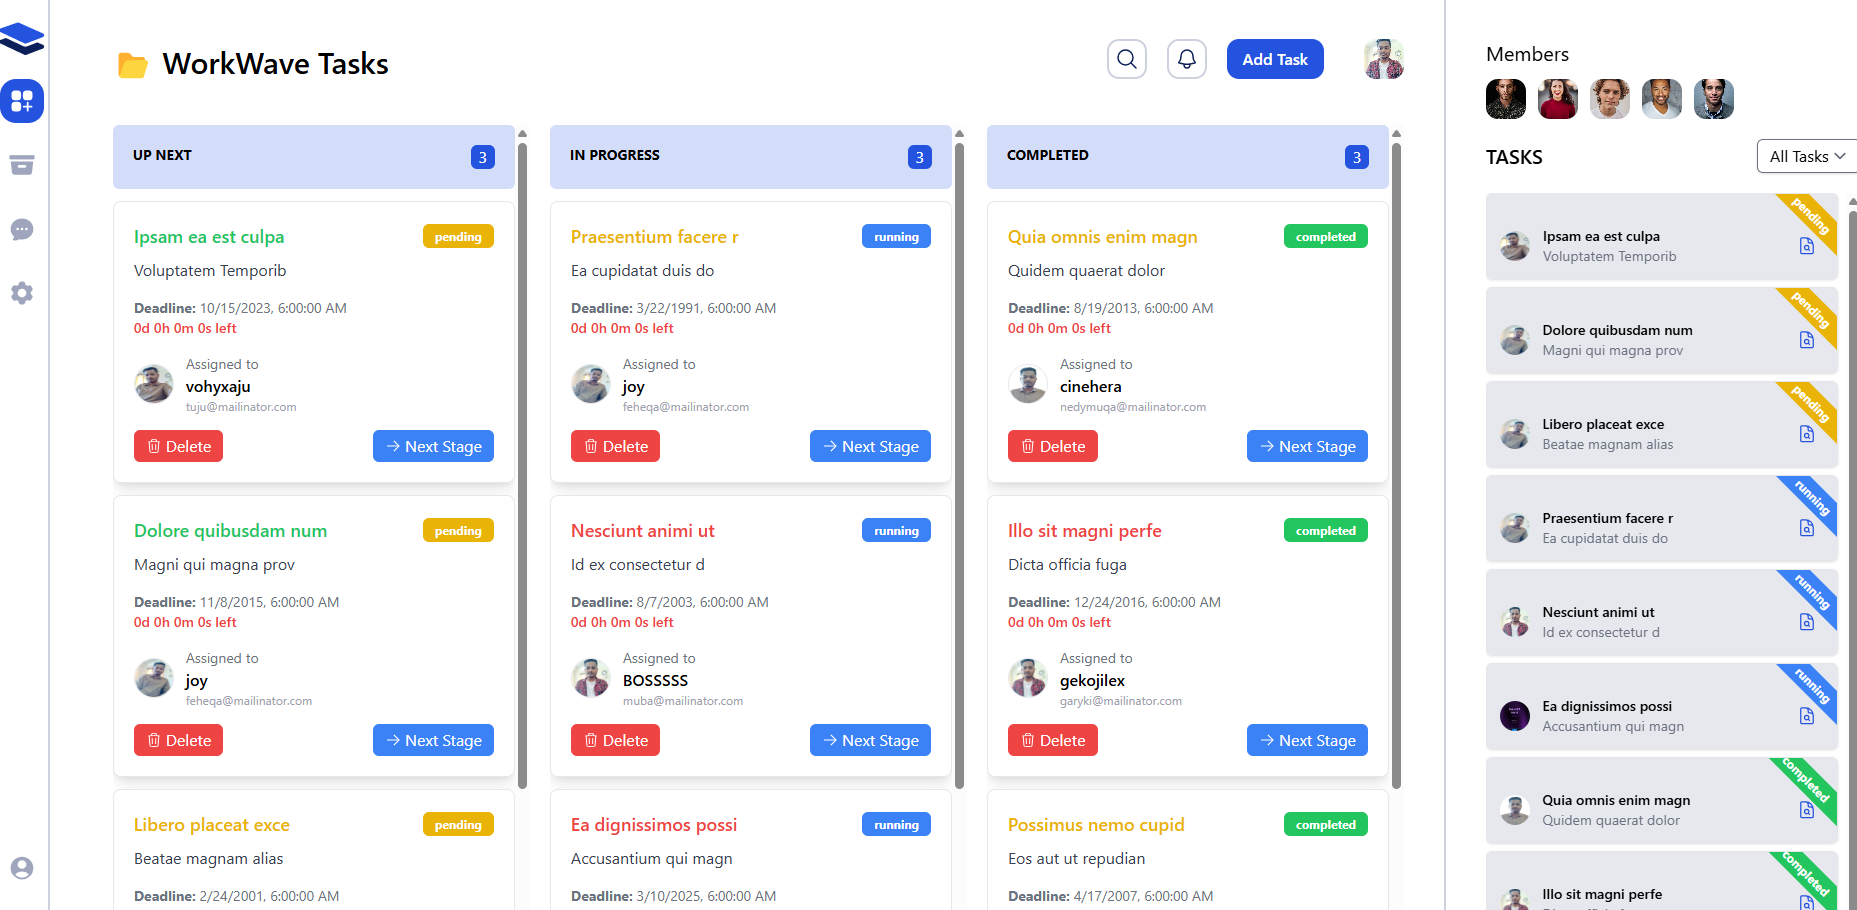 WorkWave Tasks
Add Task
UP NEXT
3
Ipsam ea est culpa
pending
Voluptatem Temporib
Deadline: 10/15/2023, 6:00:00 AM
0d 0h 0m 0s left
Assigned to
vohyxaju
tuju@mailinator.com
Delete
Next Stage
Dolore quibusdam num
pending
Magni qui magna prov
Deadline: 11/8/2015, 6:00:00 AM
0d 0h 0m 0s left
Assigned to
joy
feheqa@mailinator.com
Delete
Next Stage
Libero placeat exce
pending
Beatae magnam alias
Deadline: 2/24/2001, 6:00:00 AM
IN PROGRESS
3
Praesentium facere r
running
Ea cupidatat duis do
Deadline: 3/22/1991, 6:00:00 AM
0d 0h 0m 0s left
Assigned to
joy
feheqa@mailinator.com
Delete
Next Stage
Nesciunt animi ut
running
Id ex consectetur d
Deadline: 8/7/2003, 6:00:00 AM
0d 0h 0m 0s left
Assigned to
BOSSSSS
muba@mailinator.com
Delete
Next Stage
Ea dignissimos possi
running
Accusantium qui magn
Deadline: 3/10/2025, 6:00:00 AM
COMPLETED
3
Quia omnis enim magn
completed
Quidem quaerat dolor
Deadline: 8/19/2013, 6:00:00 AM
0d 0h 0m 0s left
Assigned to
cinehera
nedymuqa@mailinator.com
Delete
Next Stage
Illo sit magni perfe
completed
Dicta officia fuga
Deadline: 12/24/2016, 6:00:00 AM
0d 0h 0m 0s left
Assigned to
gekojilex
garyki@mailinator.com
Delete
Next Stage
Possimus nemo cupid
completed
Eos aut ut repudian
Deadline: 4/17/2007, 6:00:00 AM
Members
TASKS
All Tasks
pending
Ipsam ea est culpa
Voluptatem Temporib
pending
Dolore quibusdam num
Magni qui magna prov
pending
Libero placeat exce
Beatae magnam alias
running
Praesentium facere r
Ea cupidatat duis do
running
Nesciunt animi ut
Id ex consectetur d
running
Ea dignissimos possi
Accusantium qui magn
completed
Quia omnis enim magn
Quidem quaerat dolor
completed
Illo sit magni perfe